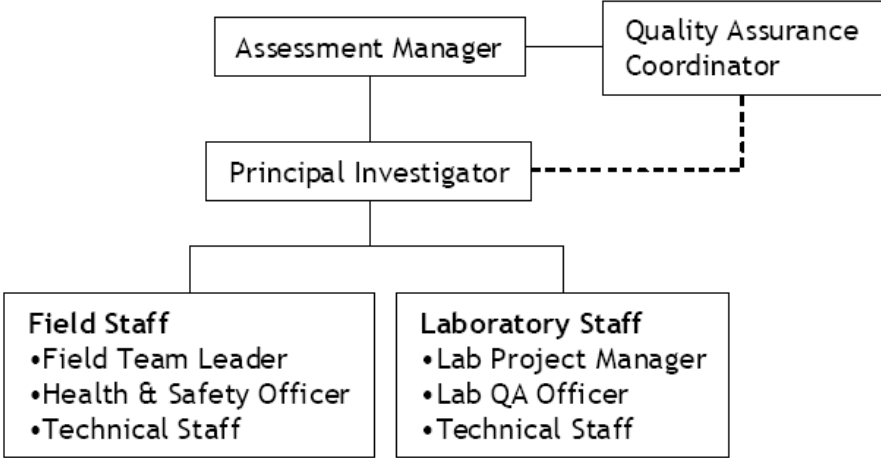 Assessment Manager
Quality Assurance
Coordinator
Principal Investigator
Field Staff
•Field Team Leader
•Health & Safety Officer
•Technical Staff
Laboratory Staff
•Lab Project Manager
•Lab QA Officer
•Technical Staff